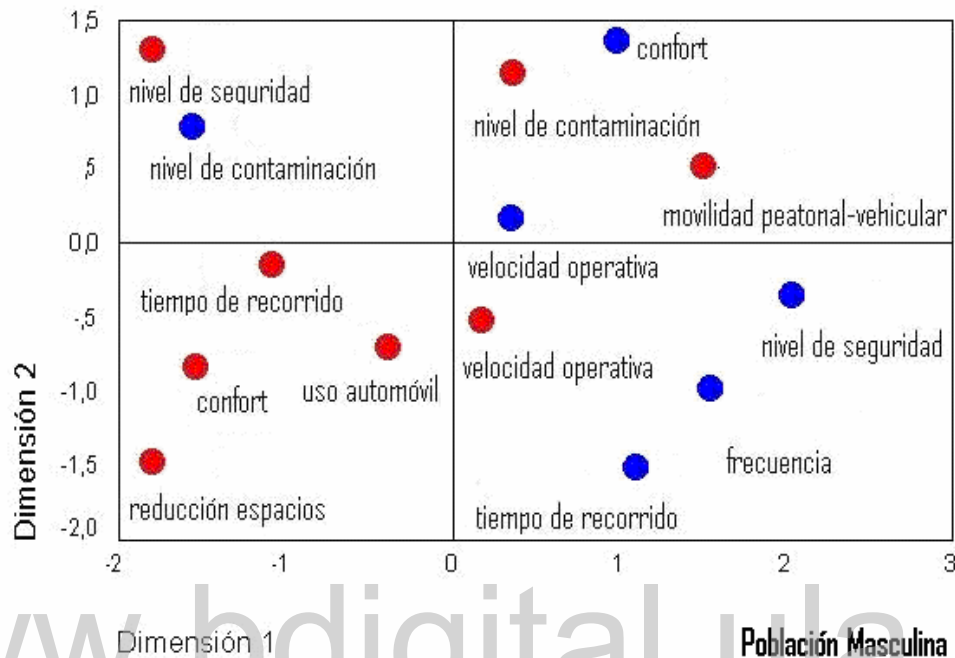 1,5
confort
nivel de seguridad
1,0
nivel de contaminación
nivel de contaminación
,5
movilidad peatonal-vehicular
0,0
velocidad operativa
tiempo de recorrido
-,5
nivel de seguridad
velocidad operativa
uso automóvil
confort
-1,0
Dimensión 2
frecuencia
-1,5
reducción espacios
tiempo de recorrido
-2,0
-2 -1 0 1 2 3
w.bdigital.ula
Dimensión 1
Población Masculina